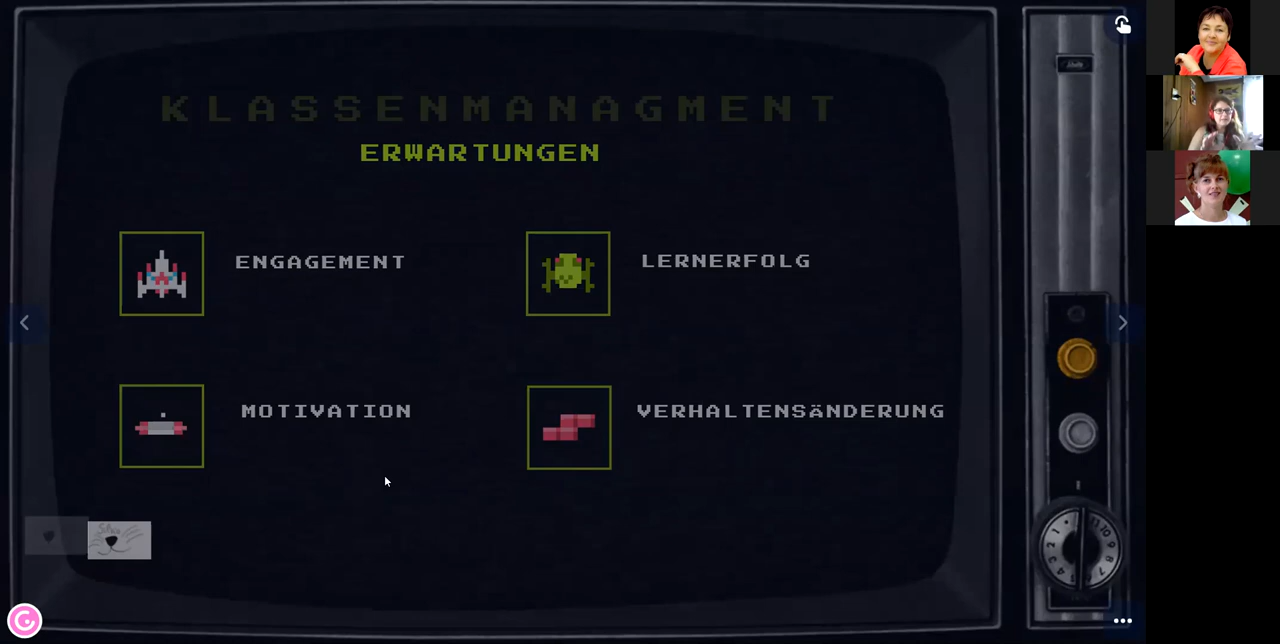 KLASSENMANAGMENT
ERWARTUNGEN
ENGAGEMENT
LERNERFOLG
MOTIVATION
VERHALTENSÄNDERUNG